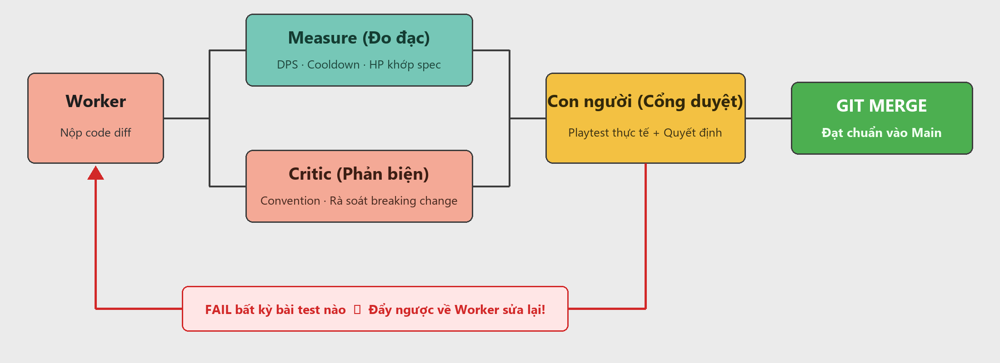 Measure (Đo đạc)
DPS · Cooldown · HP khớp spec
Worker
Nộp code diff
Critic (Phản biện)
Convention · Rà soát breaking change
Con người (Cổng duyệt)
Playtest thực tế + Quyết định
GIT MERGE
Đạt chuẩn vào Main
FAIL bất kỳ bài test nào  Đẩy ngược về Worker sửa lại!